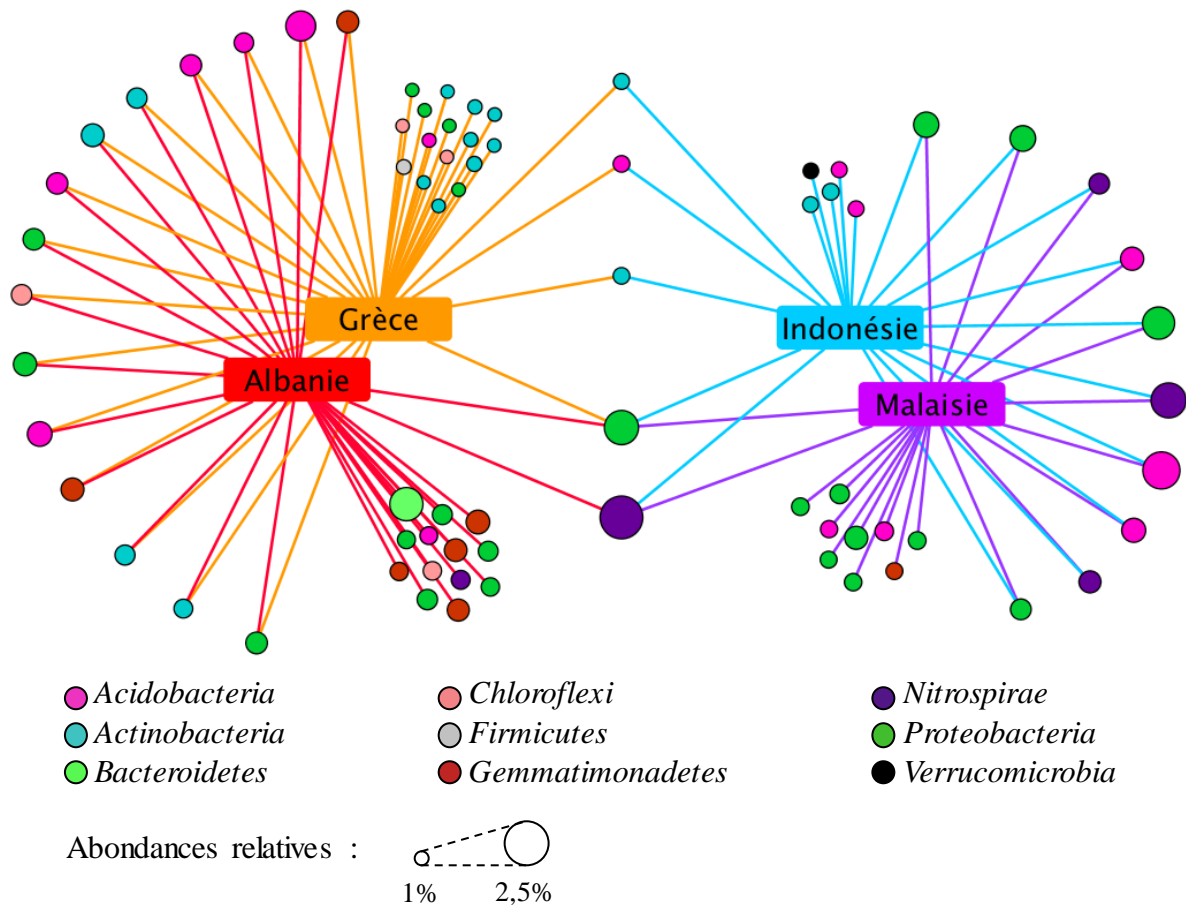 Grèce
Indonésie
Albanie
Malaisie
Acidobacteria Chloroflexi Nitrospirae
Actinobacteria Firmicutes Proteobacteria
Bacteroidetes Gemmatimonadetes Verrucomicrobia
Abondances relatives :
1% 2,5%